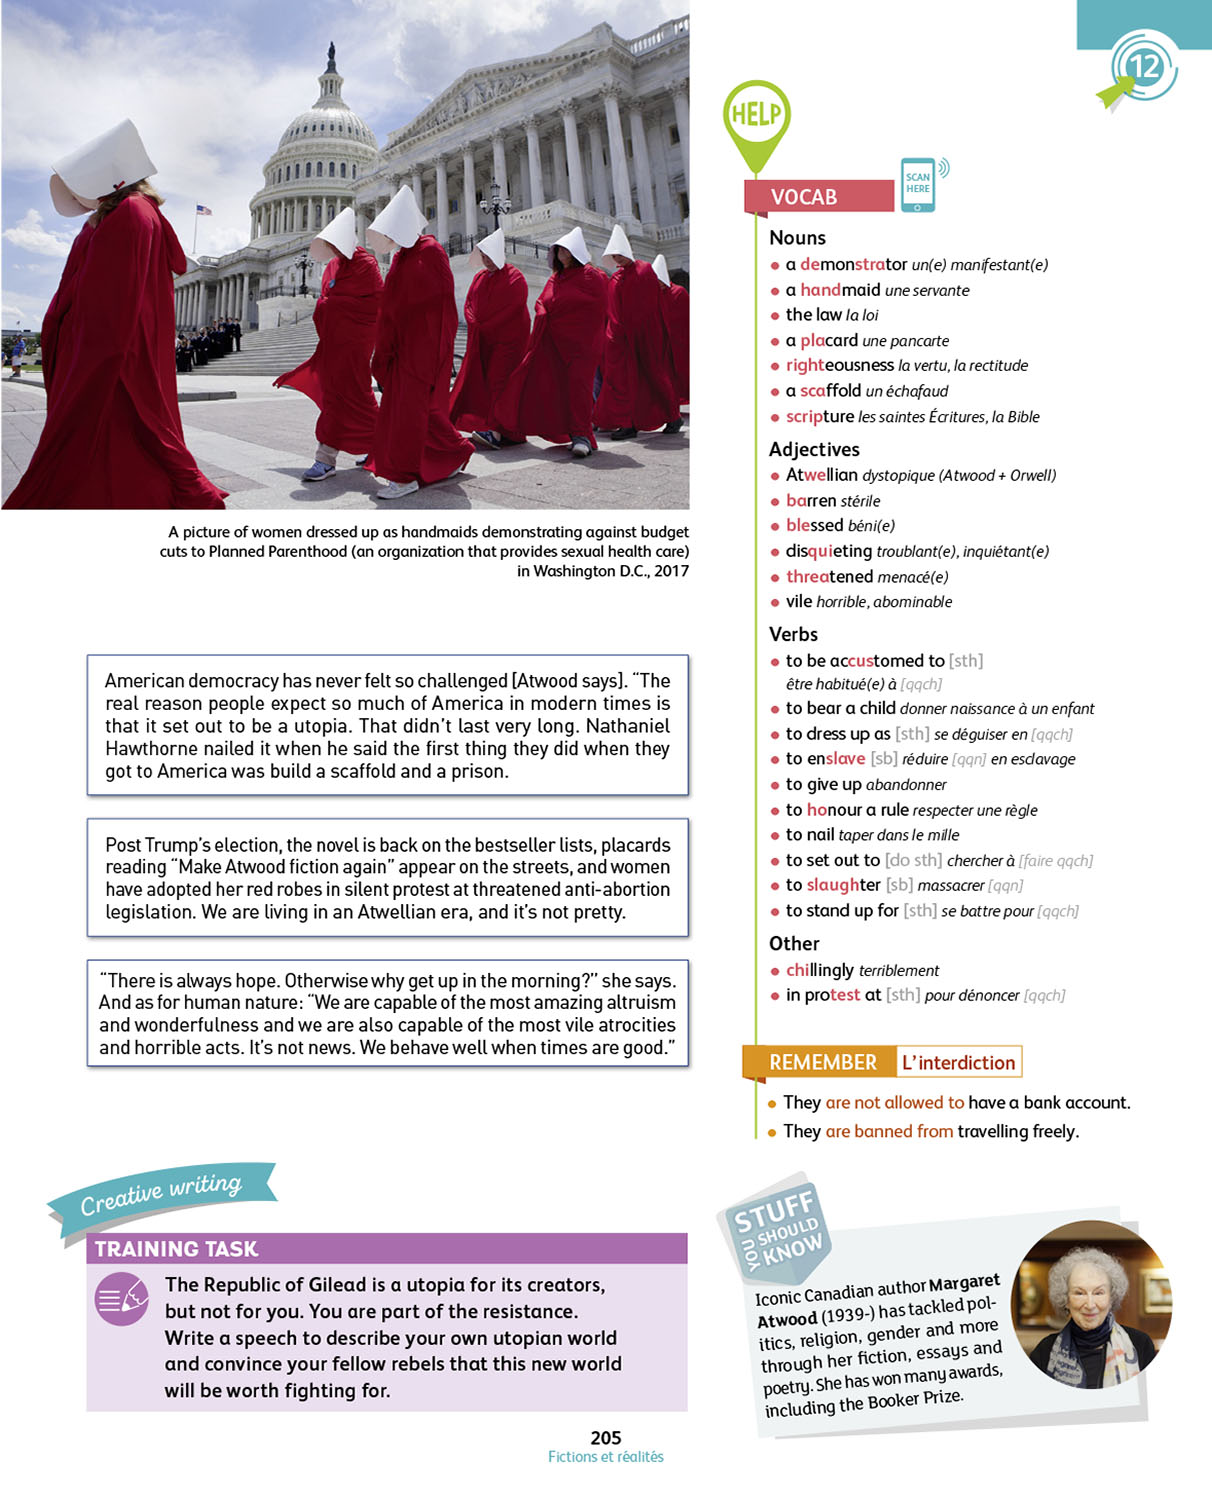 12
A picture of women dressed up as handmaids demonstrating against budget
cuts to Planned Parenthood (an organization that provides sexual health care)
in Washington D.C., 2017
American democracy has never felt so challenged [Atwood says]. “The
real reason people expect so much of America in modern times is
that it set out to be a utopia. That didn’t last very long. Nathaniel
Hawthorne nailed it when he said the first thing they did when they
got to America was build a scaffold and a prison.
Post Trump’s election, the novel is back on the bestseller lists, placards
reading “Make Atwood fiction again” appear on the streets, and women
have adopted her red robes in silent protest at threatened anti-abortion
legislation. We are living in an Atwellian era, and it’s not pretty.
“There is always hope. Otherwise why get up in the morning?” she says.
And as for human nature: “We are capable of the most amazing altruism
and wonderfulness and we are also capable of the most vile atrocities
and horrible acts. It’s not news. We behave well when times are good.”
Creative writing
TRAINING TASK
The Republic of Gilead is a utopia for its creators,
but not for you. You are part of the resistance.
Write a speech to describe your own utopian world
and convince your fellow rebels that this new world
will be worth fighting for.
HELP
VOCAB
SCAN
HERE
Nouns
• a demonstrator un(e) manifestant(e)
• a handmaid une servante
• the law la loi
• a placard une pancarte
• righteousness la vertu, la rectitude
• a scaffold un échafaud
• scripture les saintes Écritures, la Bible
Adjectives
• Atwellian dystopique (Atwood + Orwell)
• barren stérile
• blessed béni(e)
• disquieting troublant(e), inquiétant(e)
• threatened menacé(e)
• vile horrible, abominable
Verbs
• to be accustomed to [sth]
être habitué(e) à [qqch]
• to bear a child donner naissance à un enfant
• to dress up as [sth] se déguiser en [qqch]
• to enslave [sb] réduire [qqn] en esclavage
• to give up abandonner
• to honour a rule respecter une règle
• to nail taper dans le mille
• to set out to [do sth] chercher à [faire qqch]
• to slaughter [sb] massacrer [qqn]
• to stand up for [sth] se battre pour [qqch]
Other
• chillingly terriblement
• in protest at [sth] pour dénoncer [qqch]
REMEMBER L’interdiction
• They are not allowed to have a bank account.
• They are banned from travelling freely.
STUFF
YOU SHOULD
KNOW
Iconic Canadian author Margaret
Atwood (1939-) has tackled pol-
itics, religion, gender and more
through her fiction, essays and
poetry. She has won many awards,
including the Booker Prize.
205
Fictions et réalités